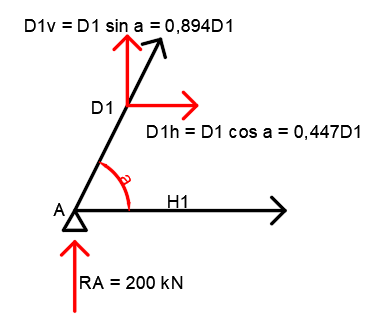 D1v = D1 sin a = 0,894D1
D1
D1h = D1 cos a = 0,447D1
a
A
H1
RA = 200 kN